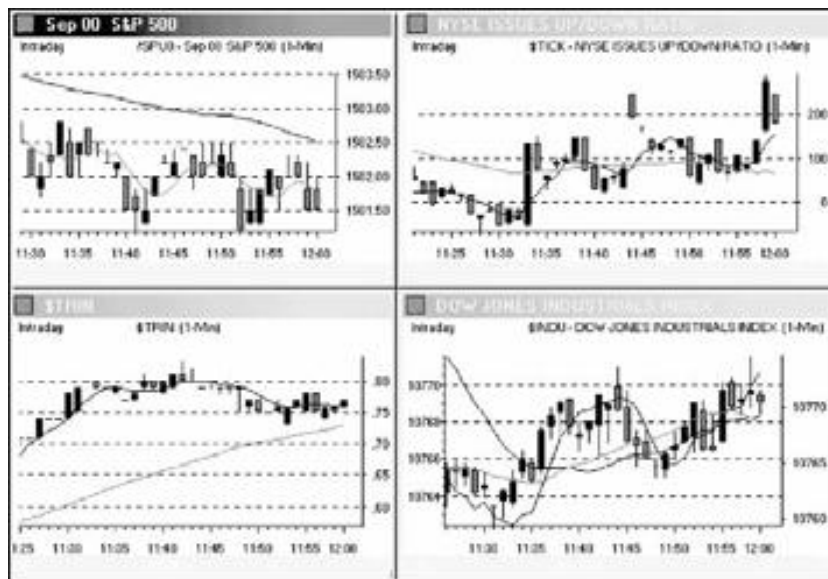 Sep 00 S&P 500
Intraday /SPU0 - Sep 00 S&P 500 (1-Min)
1503.50
1503.00
1502.50
1502.00
1501.50
11:30 11:35 11:40 11:45 11:50 11:55 12:00
NYSE ISSUES UP/DOWN RATIO
Intraday $TICK - NYSE ISSUES UP/DOWN RATIO (1-Min)
200
100
0
11:25 11:30 11:35 11:40 11:45 11:50 11:55 12:00
$TRIN
Intraday $TRIN (1-Min)
.80
.75
.70
.65
.60
11:30 11:35 11:40 11:45 11:50 11:55 12:00
DOW JONES INDUSTRIALS INDEX
Intraday $INDU - DOW JONES INDUSTRIALS INDEX (1-Min)
10770
10765
10760
11:30 11:35 11:40 11:45 11:50 11:55 12:00